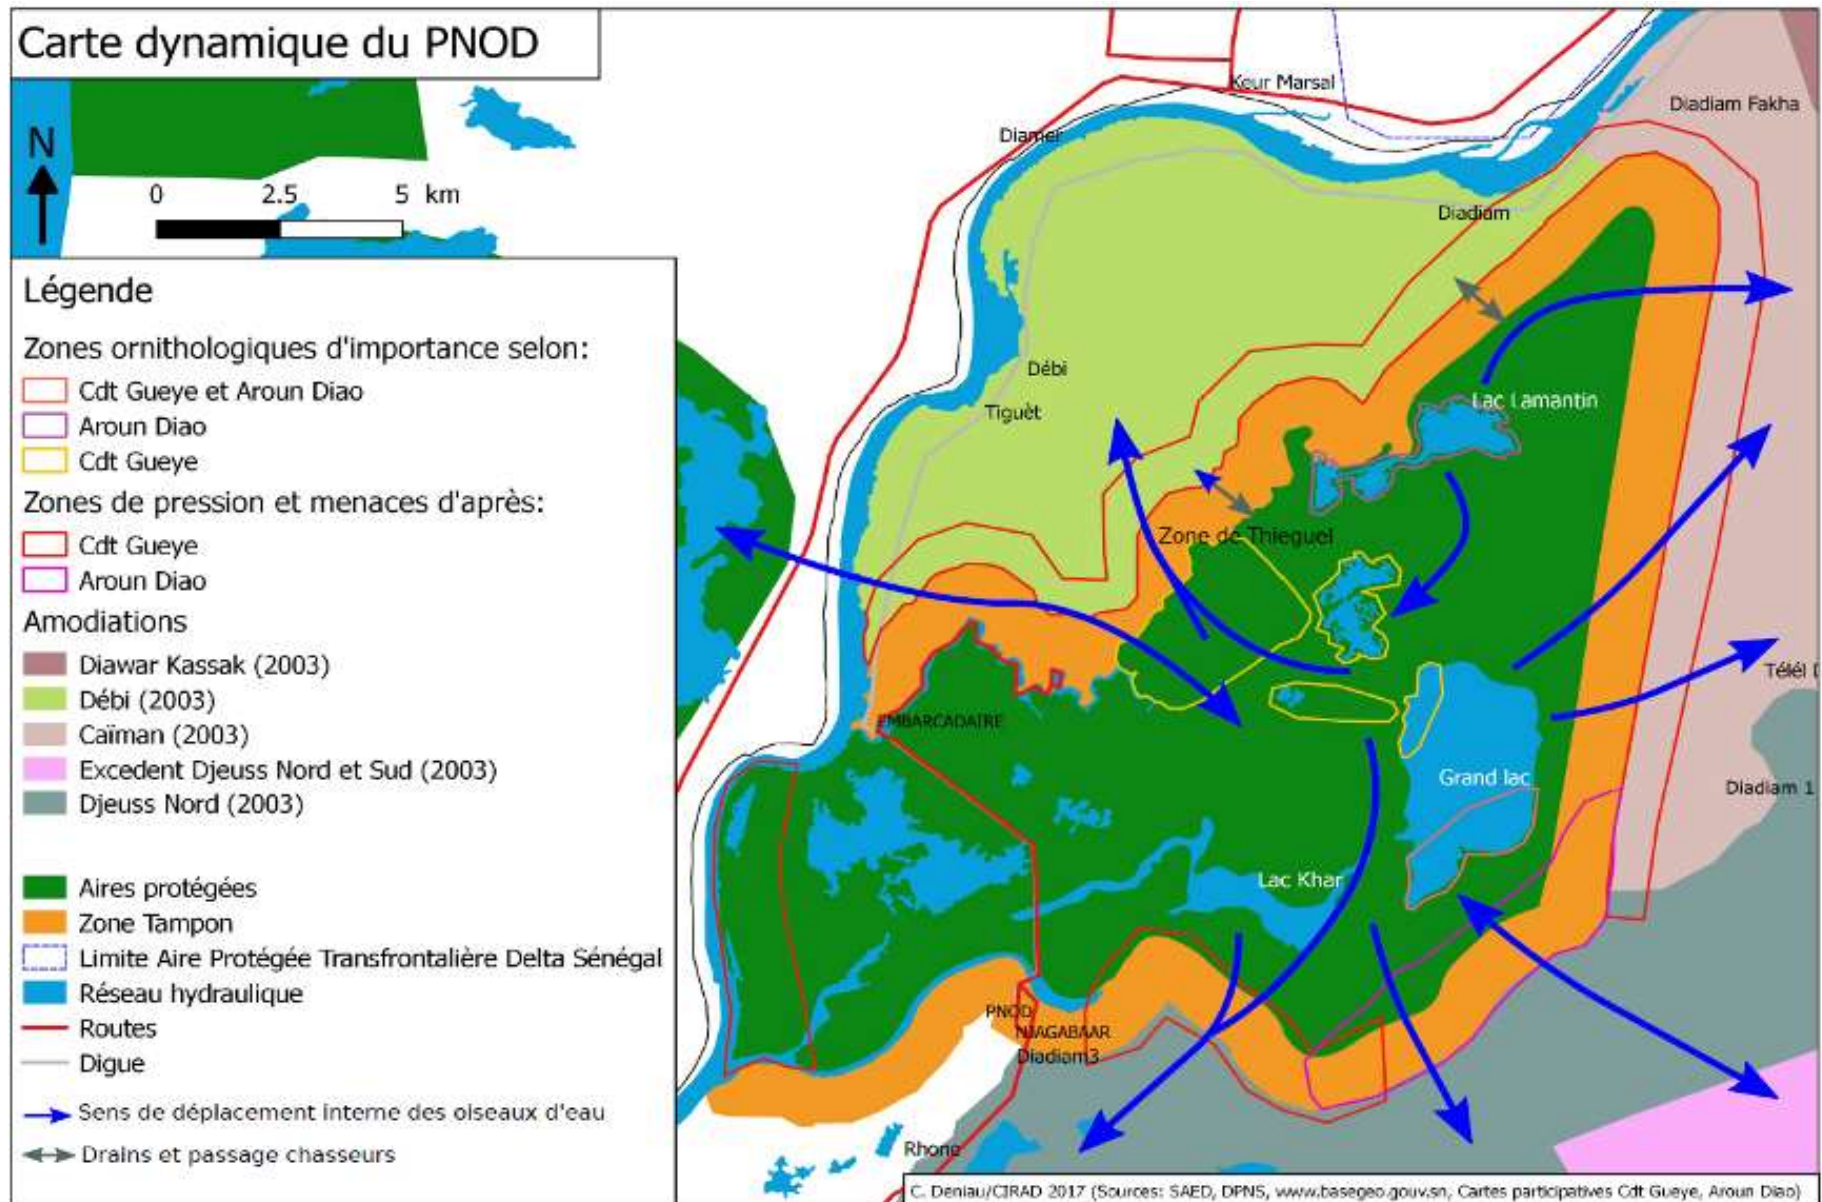 Carte dynamique du PNOD
N
0 2.5 5 km
Légende
Zones ornithologiques d'importance selon:
Cdt Gueye et Aroun Diao
Aroun Diao
Cdt Gueye
Zones de pression et menaces d'après:
Cdt Gueye
Aroun Diao
Amodiations
Diawar Kassak (2003)
Débi (2003)
Caïman (2003)
Excedent Djeuss Nord et Sud (2003)
Djeuss Nord (2003)
Aires protégées
Zone Tampon
Limite Aire Protégée Transfrontalière Delta Sénégal
Réseau hydraulique
Routes
Digue
Sens de déplacement interne des oiseaux d'eau
Drains et passage chasseurs
Keur Marsal
Diadiam Fakha
Diamer
Diadiam
Débi
Tiguèt
Lac Lamantin
Zone de Thieguel
Télél
EMBARCADAIRE
Grand lac
Diadiam 1
Lac Khar
PNOD
NJAGABAAR
Diadiam3
Rhone
C. Deniau/CIRAD 2017 (Sources: SAED, DPNS, www.basegeo.gouv.sn, Cartes participatives Cdt Gueye, Aroun Diao)